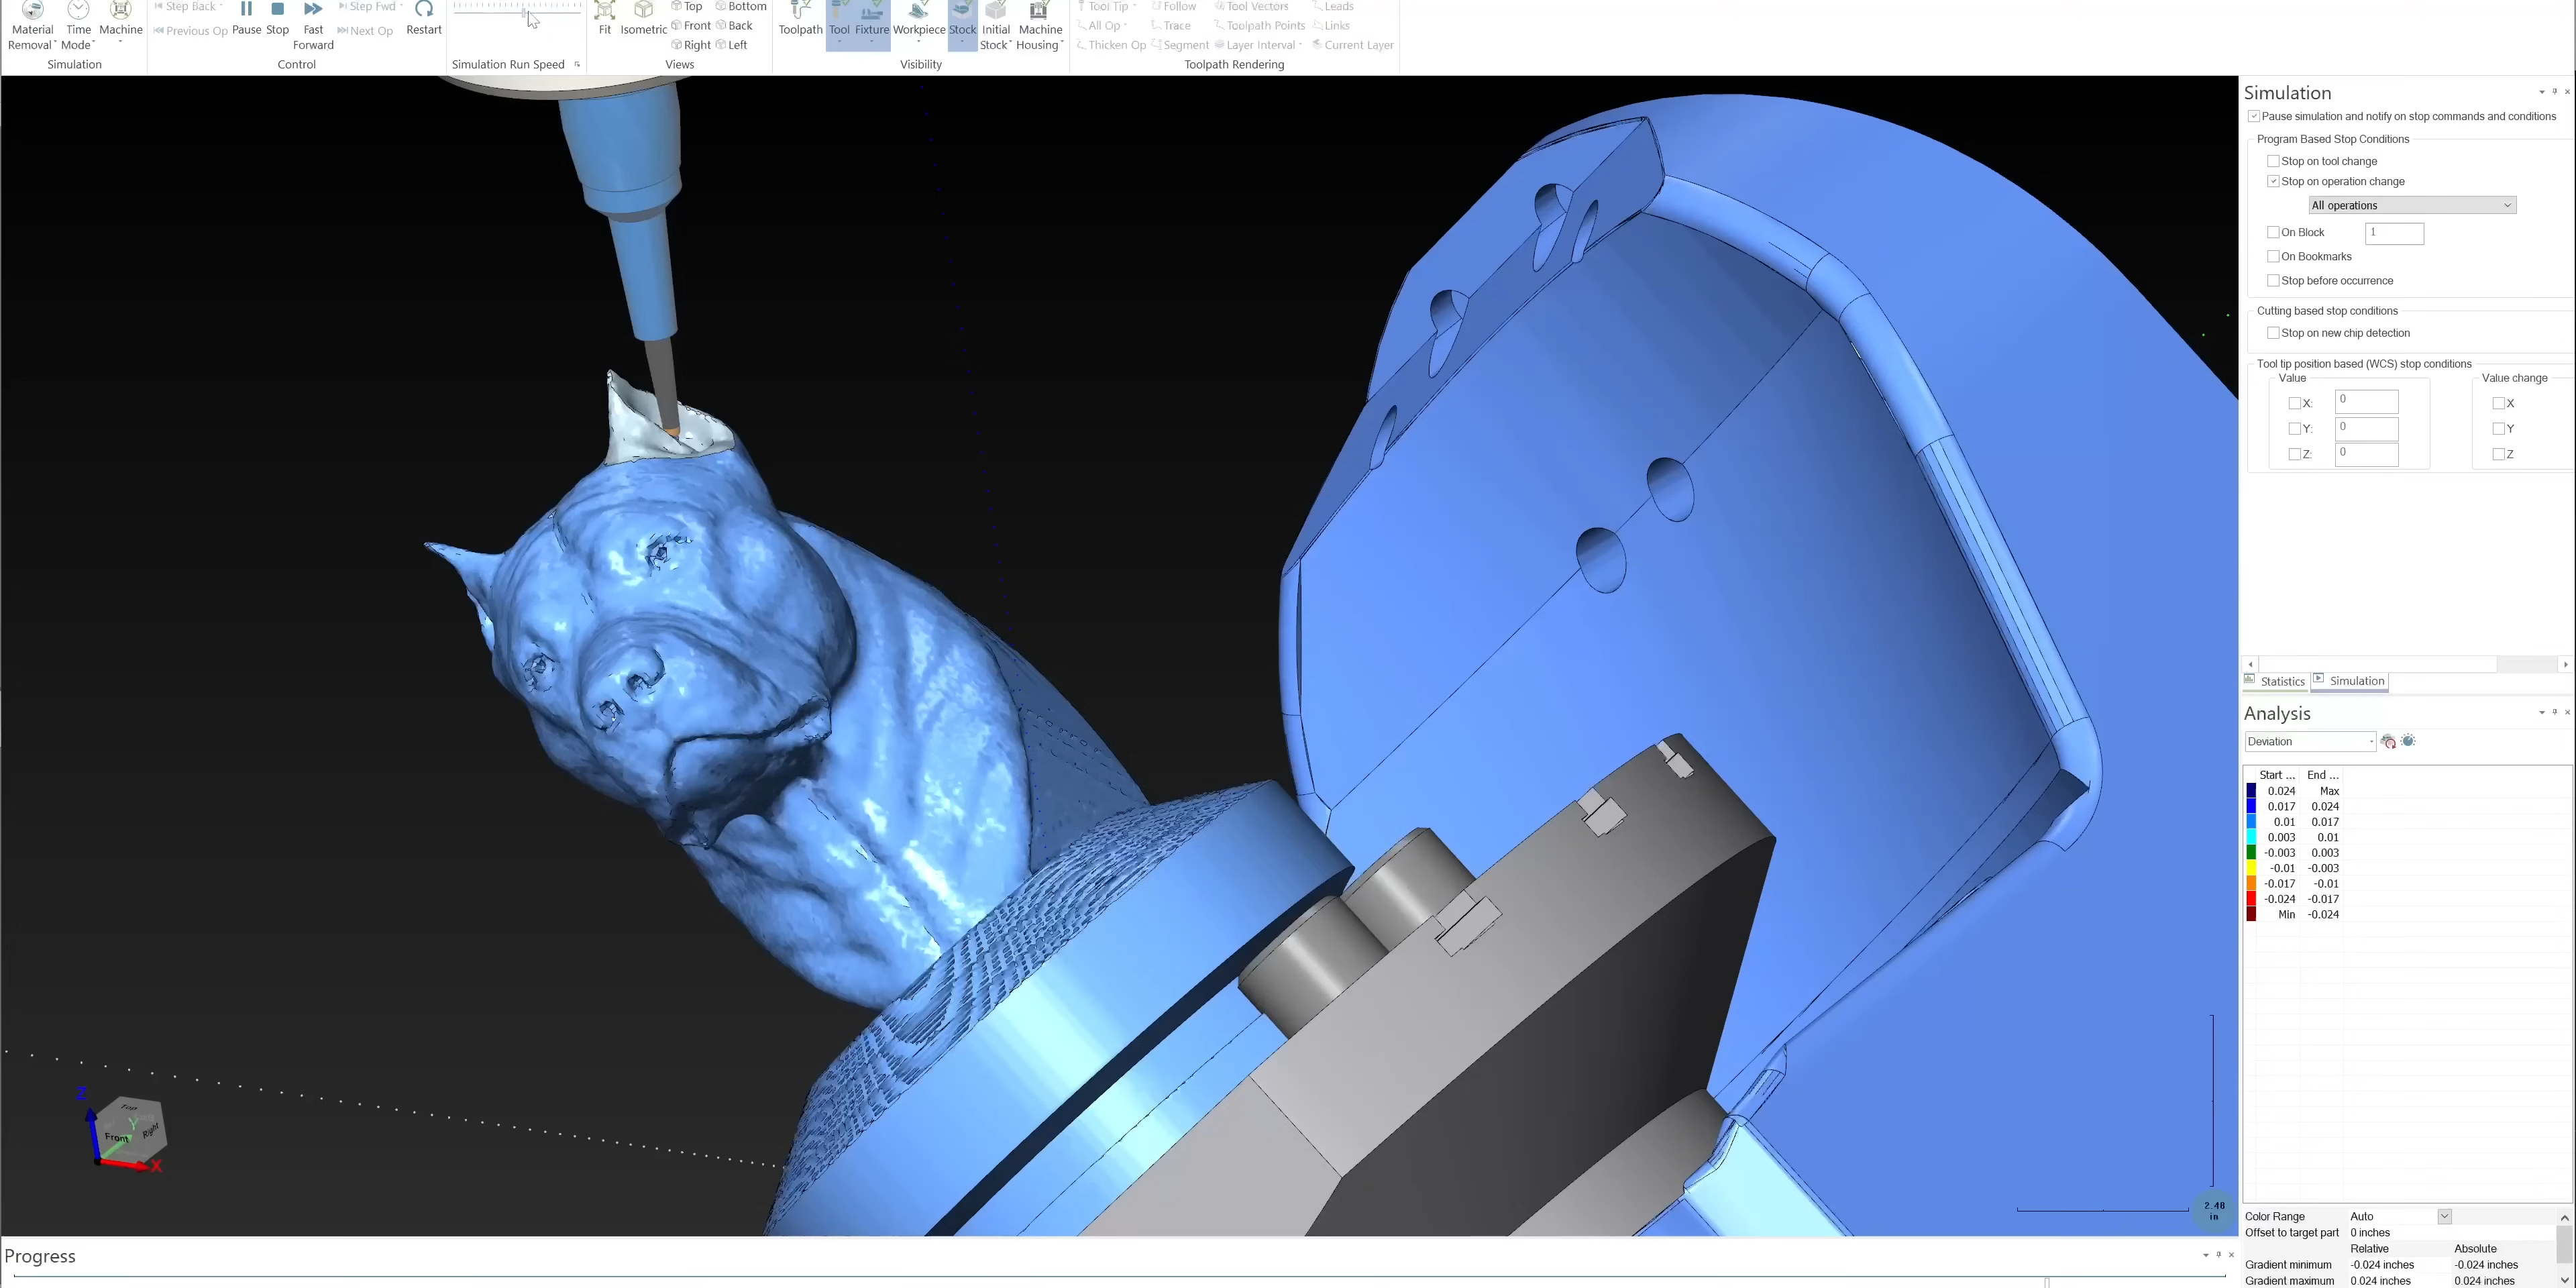 Step Back
Step Fwd
Material Removal
Time Mode
Machine
Previous Op
Pause
Stop
Fast Forward
Next Op
Restart
Fit
Isometric
Top
Bottom
Front
Back
Right
Left
Toolpath
Tool
Fixture
Workpiece
Stock
Initial Stock
Machine Housing
Tool Tip
Follow
Tool Vectors
Leads
All Op
Trace
Toolpath Points
Links
Thicken Op
Segment
Layer Interval
Current Layer
Simulation
Control
Simulation Run Speed
Views
Visibility
Toolpath Rendering
Simulation
Pause simulation and notify on stop commands and conditions
Program Based Stop Conditions
Stop on tool change
Stop on operation change
All operations
On Block 1
On Bookmarks
Stop before occurrence
Cutting based stop conditions
Stop on new chip detection
Tool tip position based (WCS) stop conditions
Value
Value change
X: 0
X
Y: 0
Y
Z: 0
Z
Statistics
Simulation
Analysis
Deviation
Start ... End ...
0.024 Max
0.017 0.024
0.01 0.017
0.003 0.01
-0.003 0.003
-0.01 -0.003
-0.017 -0.01
-0.024 -0.017
Min -0.024
Color Range Auto
Offset to target part 0 inches
Relative Absolute
Gradient minimum -0.024 inches -0.024 inches
Gradient maximum 0.024 inches 0.024 inches
Z
Top
Y
Front
Right
X
2.48
in
Progress